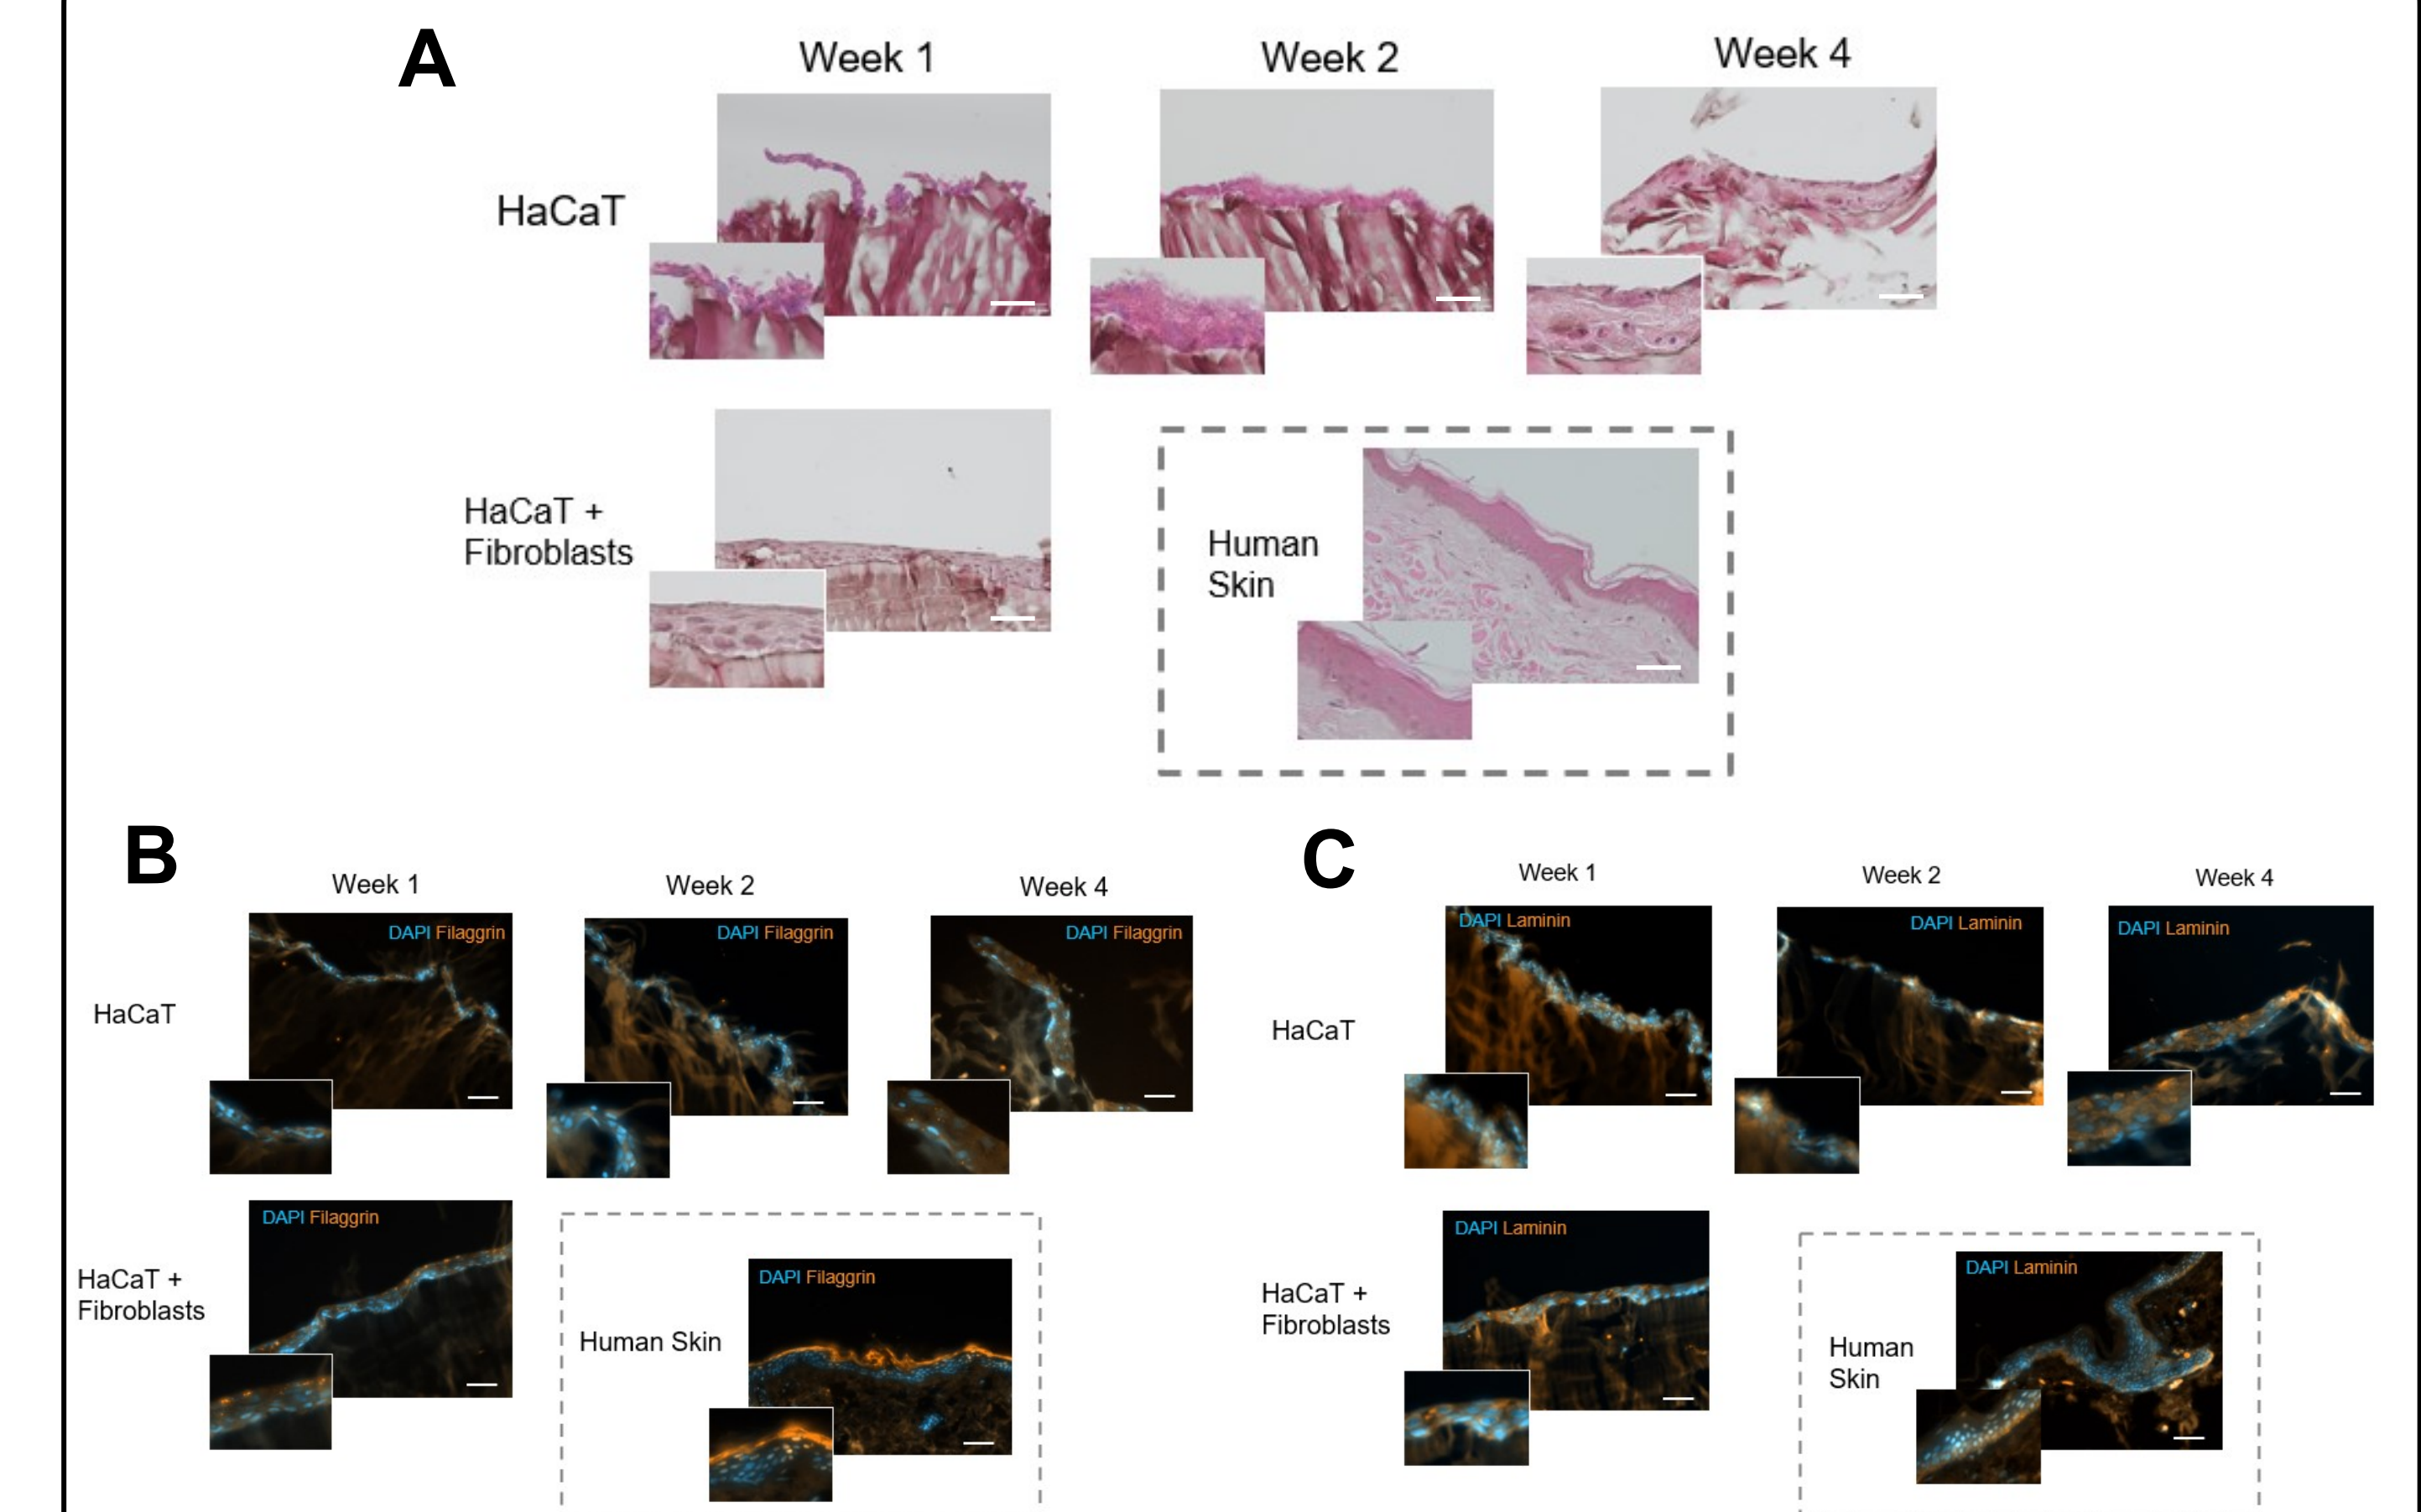 A
Week 1
Week 2
Week 4
HaCaT
HaCaT +
Fibroblasts
Human
Skin
B
Week 1
Week 2
Week 4
DAPI Filaggrin
DAPI Filaggrin
DAPI Filaggrin
HaCaT
DAPI Filaggrin
HaCaT +
Fibroblasts
DAPI Filaggrin
Human Skin
C
Week 1
Week 2
Week 4
DAPI Laminin
DAPI Laminin
DAPI Laminin
HaCaT
DAPI Laminin
HaCaT +
Fibroblasts
DAPI Laminin
Human
Skin